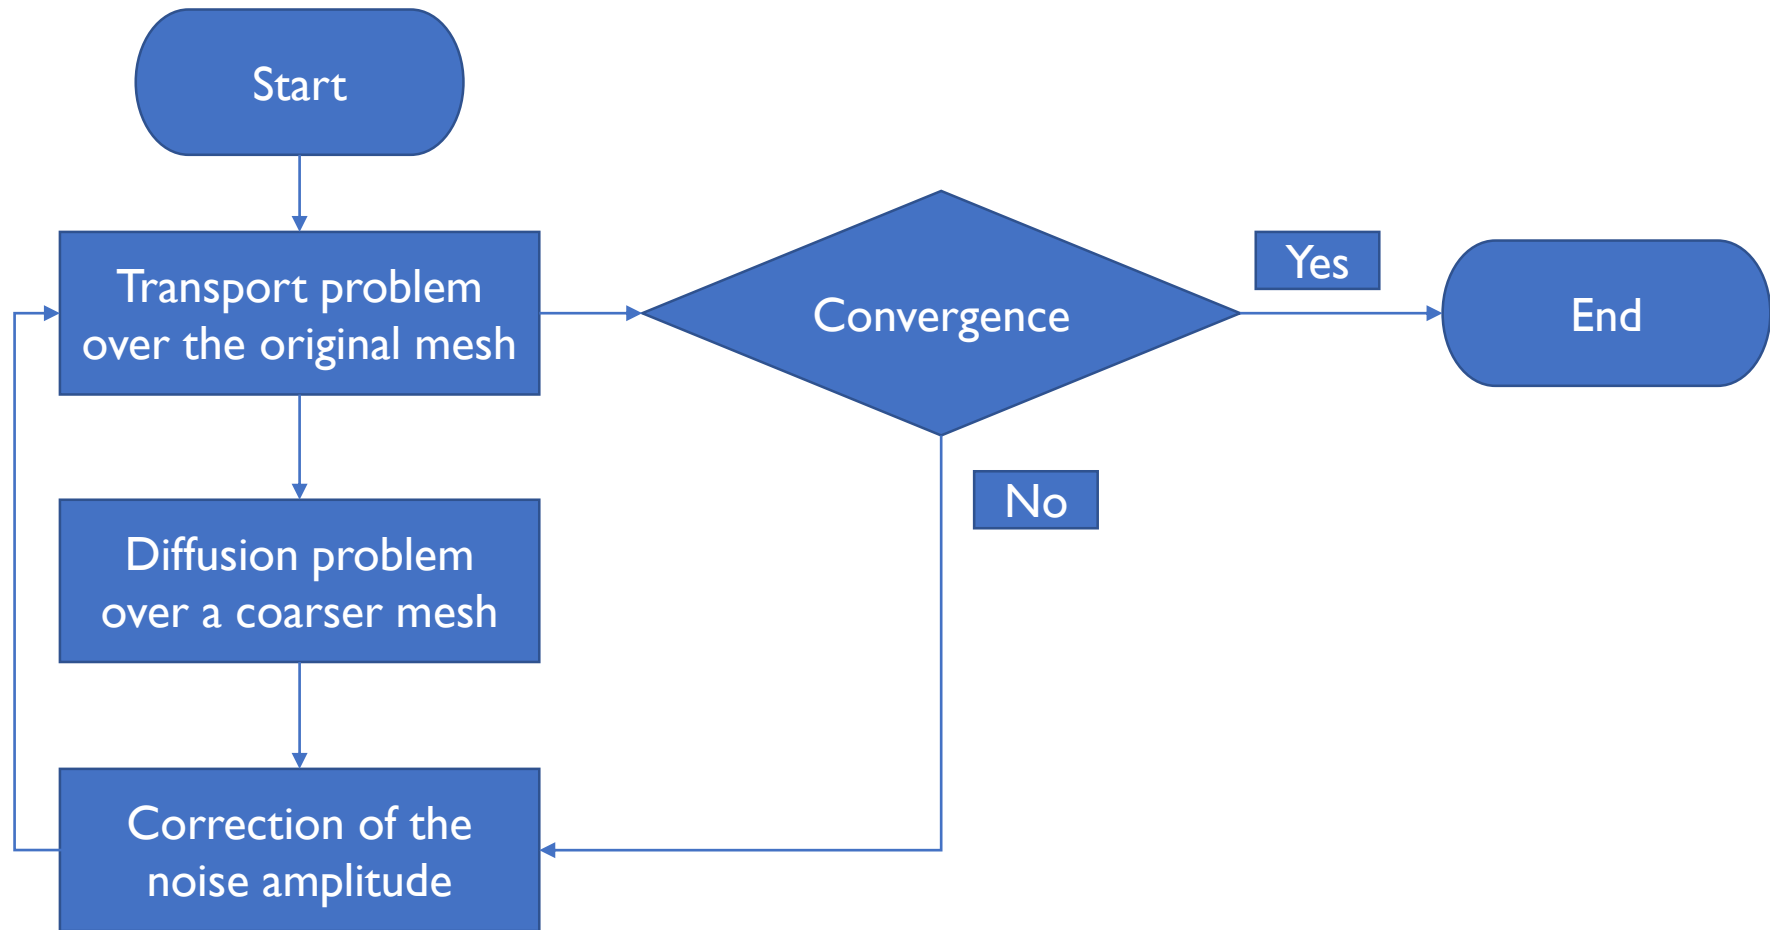 Start
Transport problem
over the original mesh
Convergence
Yes
End
No
Diffusion problem
over a coarser mesh
Correction of the
noise amplitude